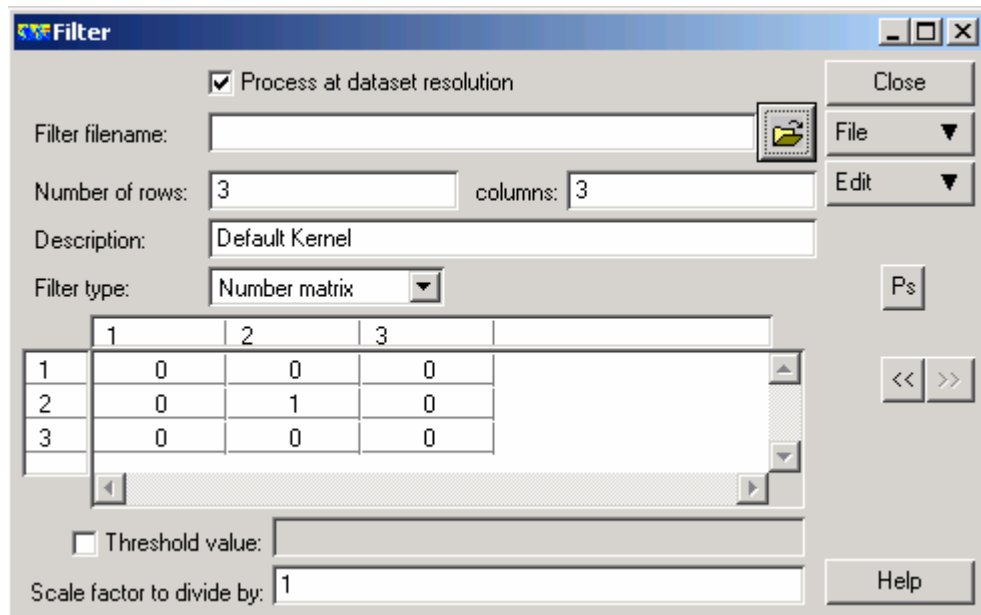 Filter
Process at dataset resolution
Close
Filter filename:
File
Number of rows: 3 columns: 3
Edit
Description: Default Kernel
Filter type: Number matrix
Ps
1 2 3
1 0 0 0
<< >>
2 0 1 0
3 0 0 0
Threshold value:
Scale factor to divide by: 1
Help